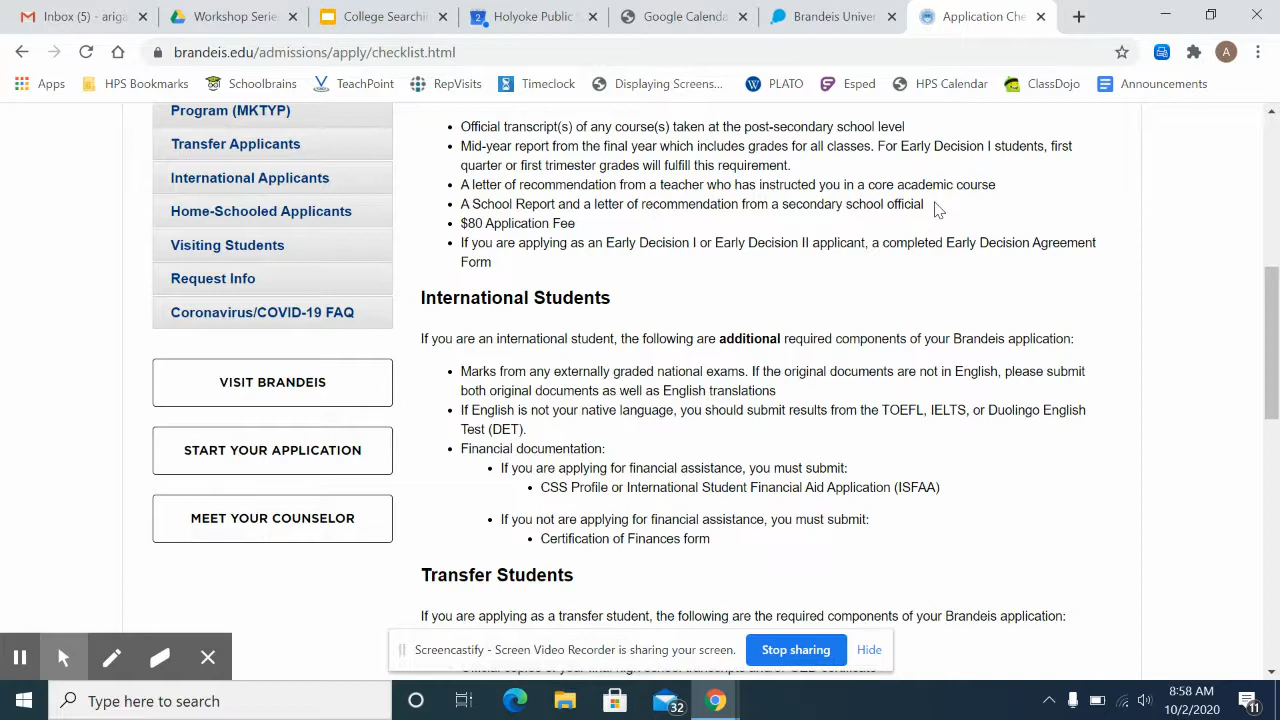 Inbox (5) - ariga
Workshop Serie
College Searchi
Holyoke Public
Google Calenda
Brandeis Univer
Application Che
brandeis.edu/admissions/apply/checklist.html
A
Apps
HPS Bookmarks
Schoolbrains
TeachPoint
RepVisits
Timeclock
Displaying Screens...
PLATO
Esped
HPS Calendar
ClassDojo
Announcements
Program (MKTYP)
Transfer Applicants
International Applicants
Home-Schooled Applicants
Visiting Students
Request Info
Coronavirus/COVID-19 FAQ
VISIT BRANDEIS
START YOUR APPLICATION
MEET YOUR COUNSELOR
Official transcript(s) of any course(s) taken at the post-secondary school level
Mid-year report from the final year which includes grades for all classes. For Early Decision I students, first
quarter or first trimester grades will fulfill this requirement.
A letter of recommendation from a teacher who has instructed you in a core academic course
A School Report and a letter of recommendation from a secondary school official
$80 Application Fee
If you are applying as an Early Decision I or Early Decision II applicant, a completed Early Decision Agreement
Form
International Students
If you are an international student, the following are additional required components of your Brandeis application:
Marks from any externally graded national exams. If the original documents are not in English, please submit
both original documents as well as English translations
If English is not your native language, you should submit results from the TOEFL, IELTS, or Duolingo English
Test (DET).
Financial documentation:
If you are applying for financial assistance, you must submit:
CSS Profile or International Student Financial Aid Application (ISFAA)
If you not are applying for financial assistance, you must submit:
Certification of Finances form
Transfer Students
If you are applying as a transfer student, the following are the required components of your Brandeis application:
Screencastify - Screen Video Recorder is sharing your screen.
Stop sharing
Hide
Type here to search
32
8:58 AM
10/2/2020
11